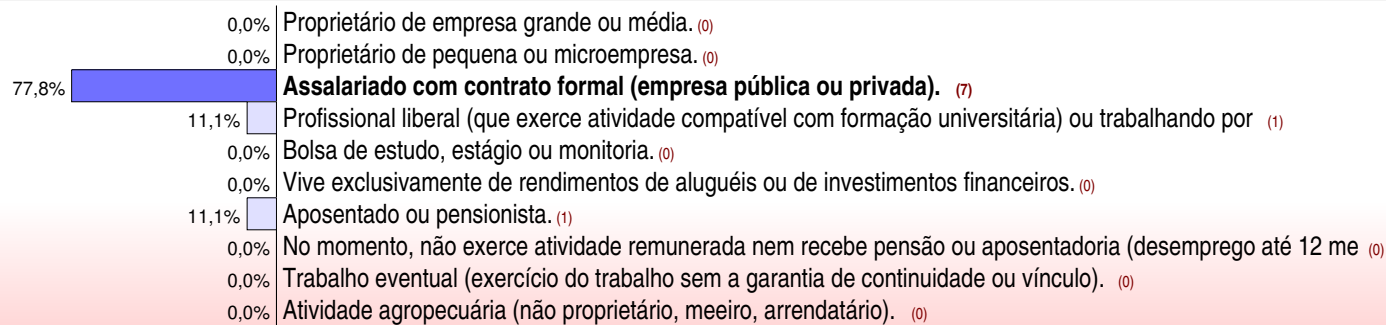 0,0% Proprietário de empresa grande ou média. (0)
0,0% Proprietário de pequena ou microempresa. (0)
77,8% Assalariado com contrato formal (empresa pública ou privada). (7)
11,1% Profissional liberal (que exerce atividade compatível com formação universitária) ou trabalhando por (1)
0,0% Bolsa de estudo, estágio ou monitoria. (0)
0,0% Vive exclusivamente de rendimentos de aluguéis ou de investimentos financeiros. (0)
11,1% Aposentado ou pensionista. (1)
0,0% No momento, não exerce atividade remunerada nem recebe pensão ou aposentadoria (desemprego até 12 me (0)
0,0% Trabalho eventual (exercício do trabalho sem a garantia de continuidade ou vínculo). (0)
0,0% Atividade agropecuária (não proprietário, meeiro, arrendatário). (0)